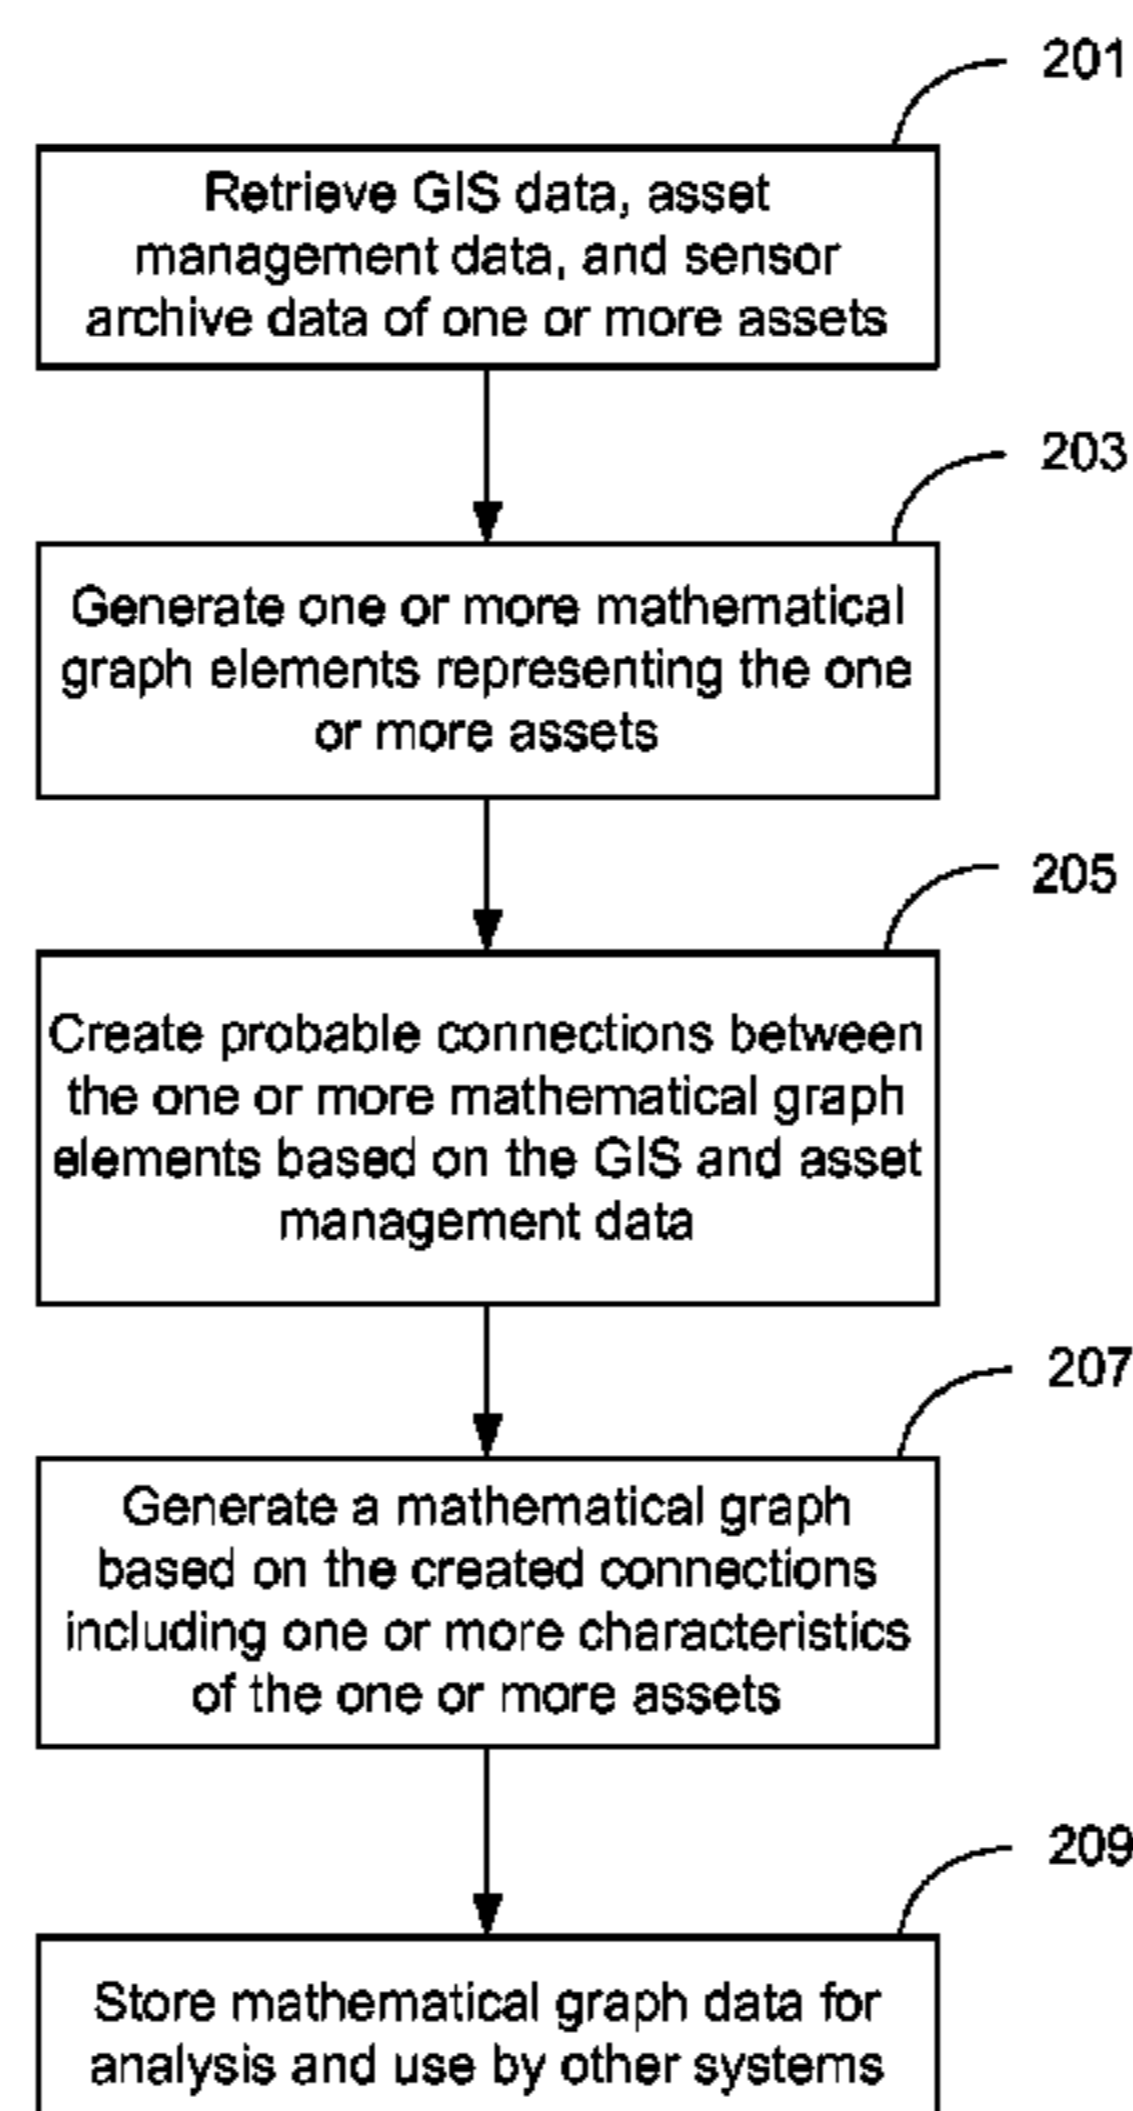 201
Retrieve GIS data, asset
management data, and sensor
archive data of one or more assets
203
Generate one or more mathematical
graph elements representing the one
or more assets
205
Create probable connections between
the one or more mathematical graph
elements based on the GIS and asset
management data
207
Generate a mathematical graph
based on the created connections
including one or more characteristics
of the one or more assets
209
Store mathematical graph data for
analysis and use by other systems